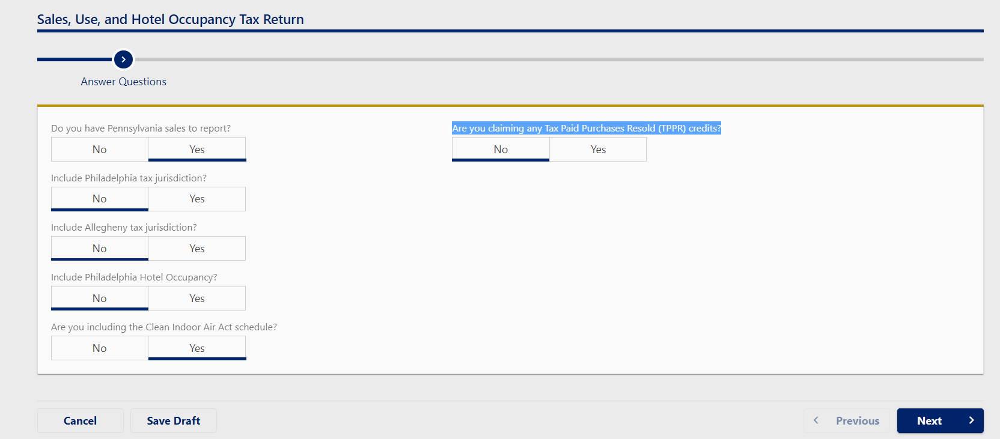 Sales, Use, and Hotel Occupancy Tax Return
Answer Questions
Do you have Pennsylvania sales to report?
No Yes
Include Philadelphia tax jurisdiction?
No Yes
Include Allegheny tax jurisdiction?
No Yes
Include Philadelphia Hotel Occupancy?
No Yes
Are you including the Clean Indoor Air Act schedule?
No Yes
Are you claiming any Tax Paid Purchases Resold (TPPR) credits?
No Yes
Cancel Save Draft Previous Next